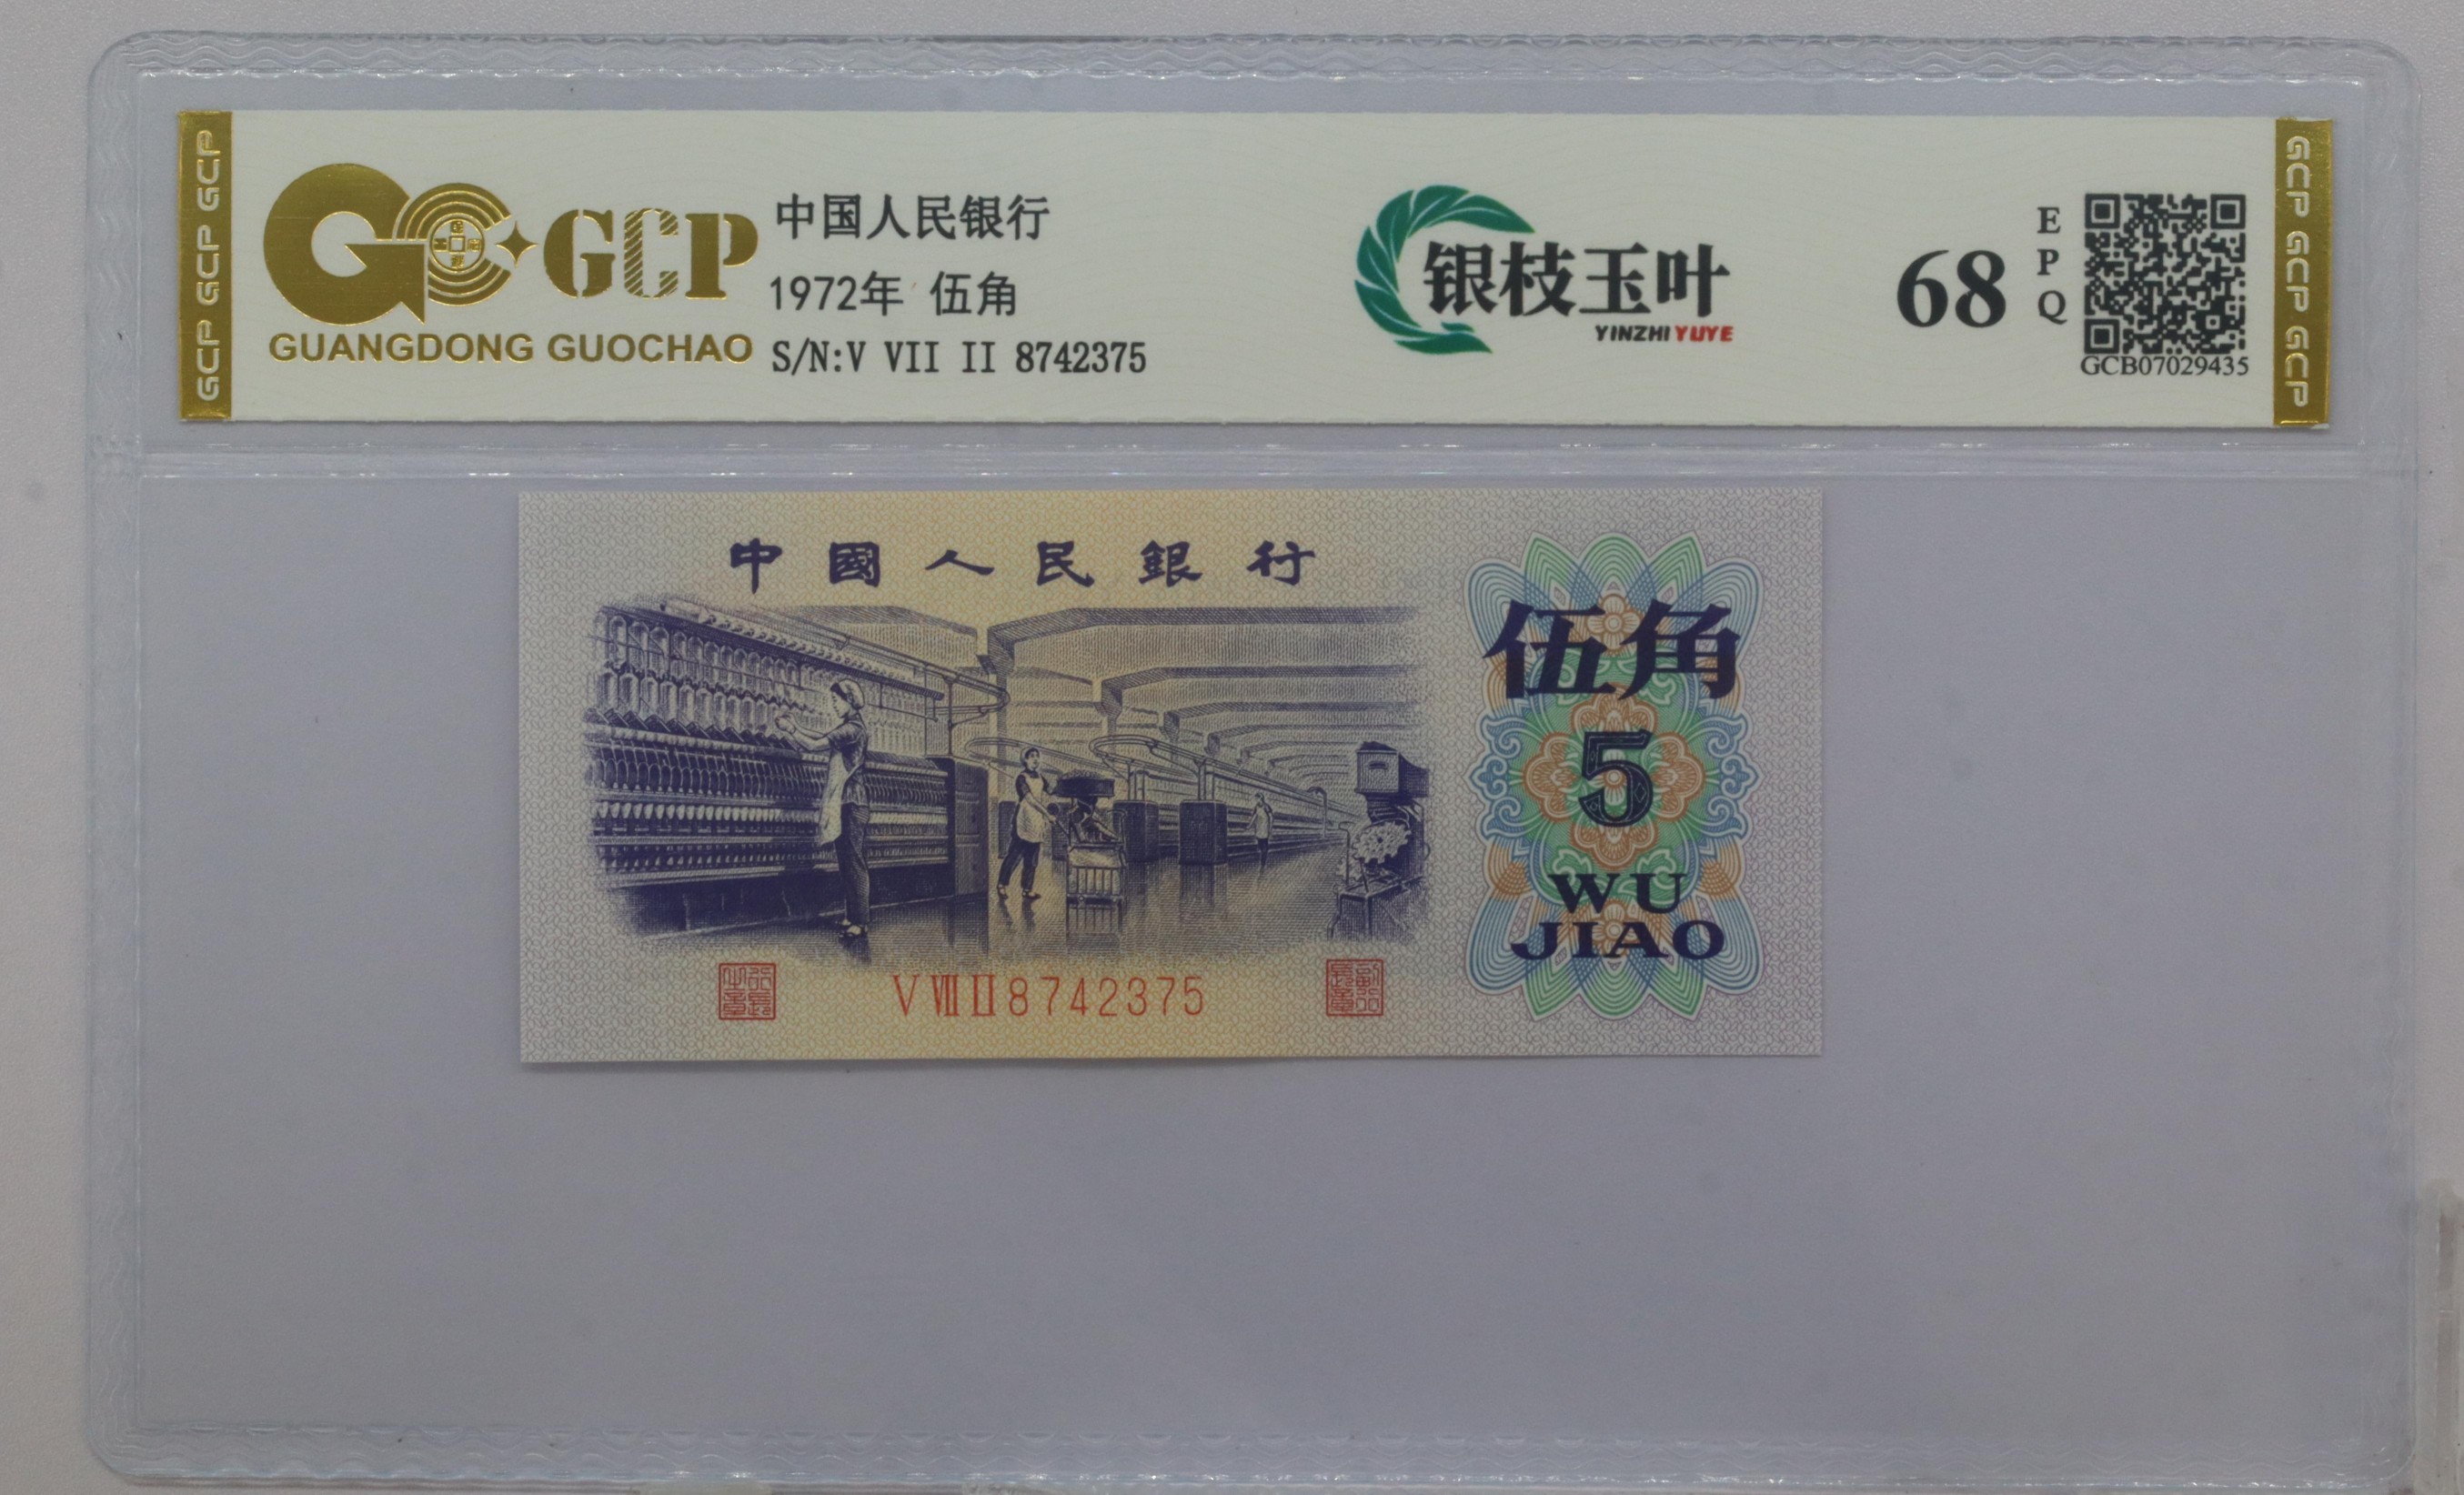 GCP GCP GCP
GCP
GUANGDONG GUOCHAO
中国人民银行
1972年 伍角
S/N:V VII II 8742375
银枝玉叶
YINZHI YUYE
68
EPQ
GCB07029435
GCP GCP GCP
中國人民銀行
伍角
5
WU
JIAO
V VII II 8742375